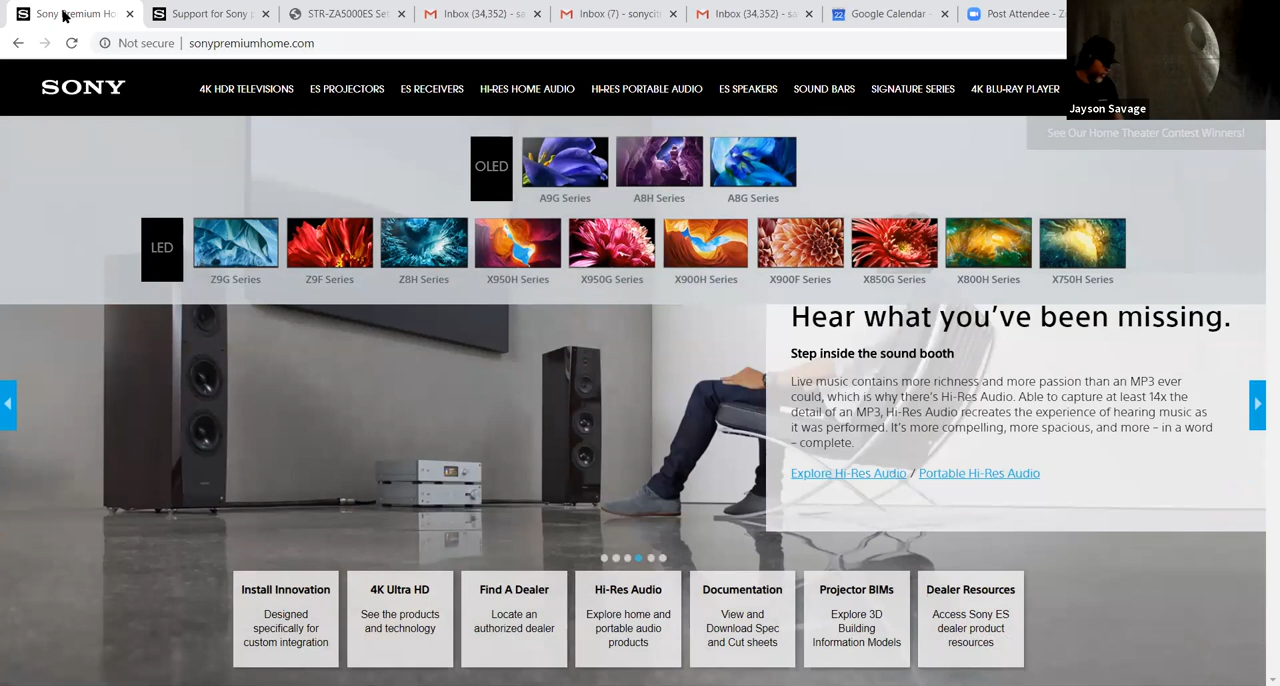 Sony Premium Ho
Support for Sony p
STR-ZA5000ES Set
Inbox (34,352) - sa
Inbox (7) - sonycit
Inbox (34,352) - sa
22
Google Calendar -
Post Attendee - Z
Not secure | sonypremiumhome.com
SONY
4K HDR TELEVISIONS
ES PROJECTORS
ES RECEIVERS
HI-RES HOME AUDIO
HI-RES PORTABLE AUDIO
ES SPEAKERS
SOUND BARS
SIGNATURE SERIES
4K BLU-RAY PLAYER
Jayson Savage
See Our Home Theater Contest Winners!
OLED
A9G Series
A8H Series
A8G Series
LED
Z9G Series
Z9F Series
Z8H Series
X950H Series
X950G Series
X900H Series
X900F Series
X850G Series
X800H Series
X750H Series
Hear what you've been missing.
Step inside the sound booth
Live music contains more richness and more passion than an MP3 ever
could, which is why there's Hi-Res Audio. Able to capture at least 14x the
detail of an MP3, Hi-Res Audio recreates the experience of hearing music as
it was performed. It's more compelling, more spacious, and more – in a word
– complete.
Explore Hi-Res Audio / Portable Hi-Res Audio
Install Innovation
Designed
specifically for
custom integration
4K Ultra HD
See the products
and technology
Find A Dealer
Locate an
authorized dealer
Hi-Res Audio
Explore home and
portable audio
products
Documentation
View and
Download Spec
and Cut sheets
Projector BIMs
Explore 3D
Building
Information Models
Dealer Resources
Access Sony ES
dealer product
resources